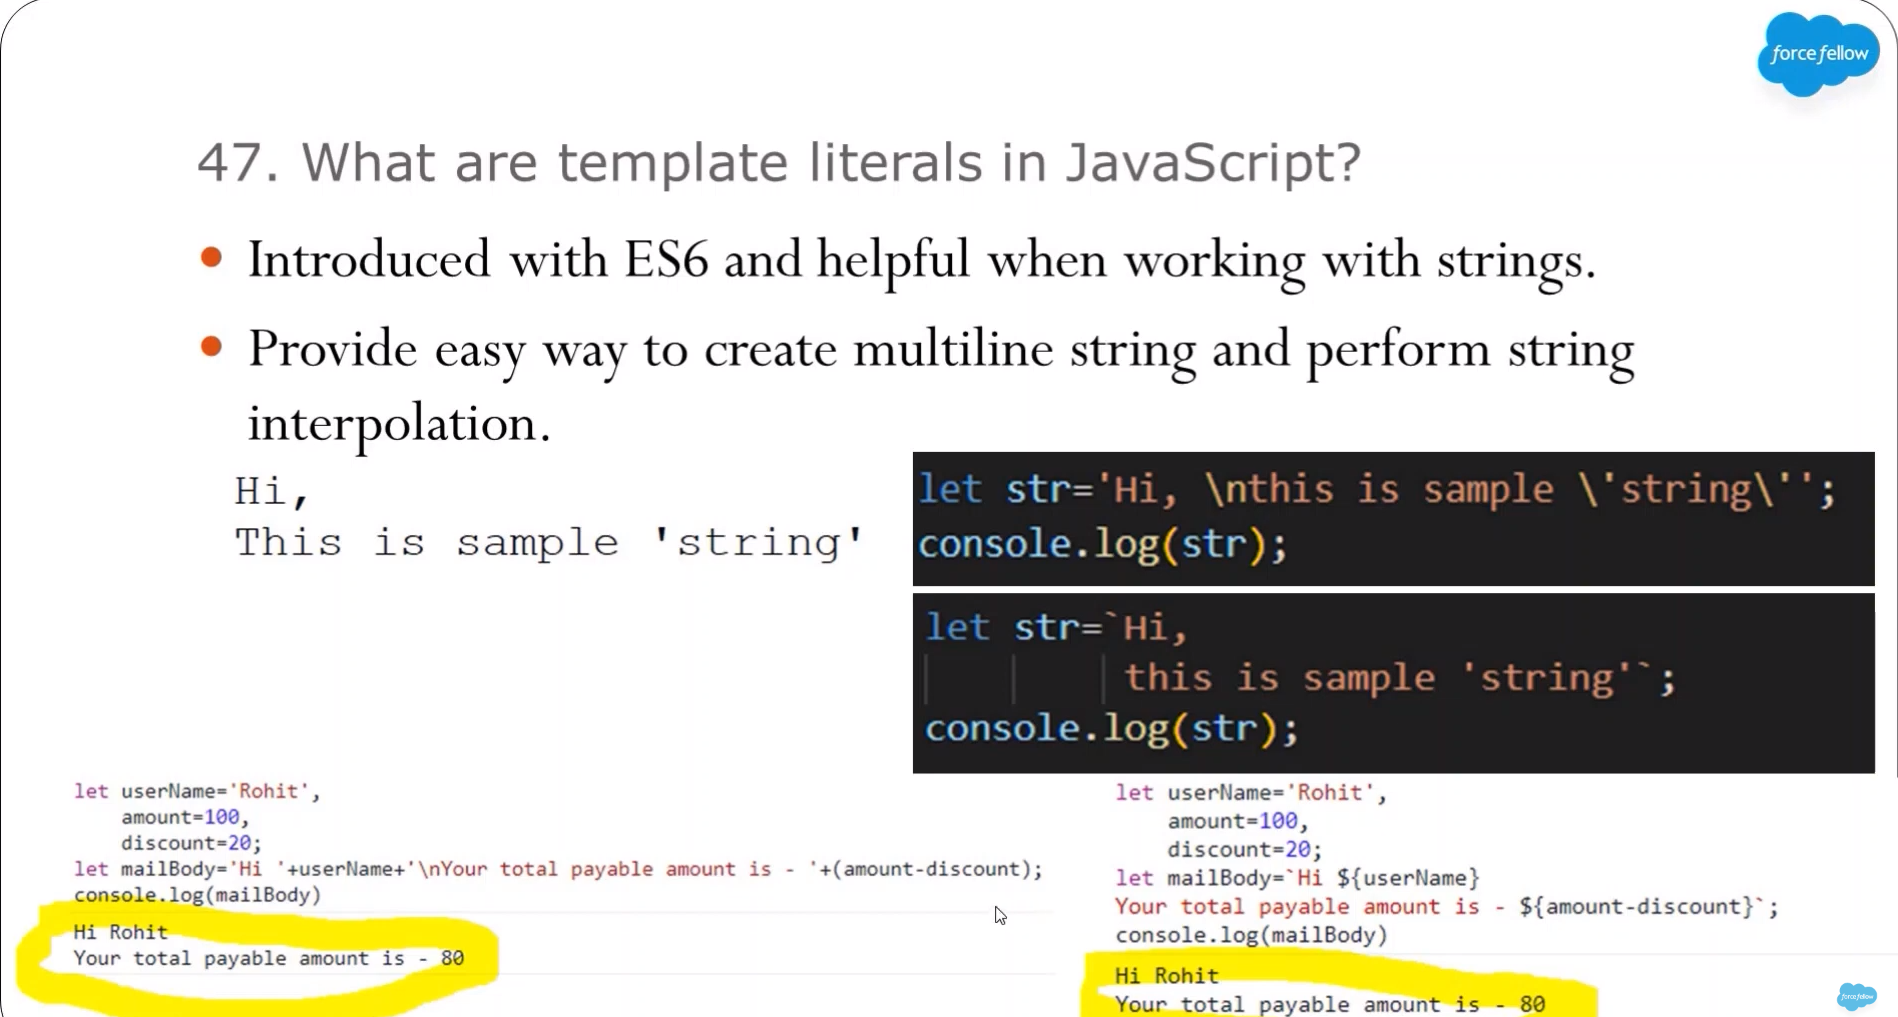 force fellow
47. What are template literals in JavaScript?
Introduced with ES6 and helpful when working with strings.
Provide easy way to create multiline string and perform string
interpolation.
Hi,
This is sample 'string'
let str='Hi, \nthis is sample \'string\'';
console.log(str);
let str=`Hi,
this is sample 'string'`;
console.log(str);
let userName='Rohit',
amount=100,
discount=20;
let mailBody='Hi '+userName+'\nYour total payable amount is - '+(amount-discount);
console.log(mailBody)
Hi Rohit
Your total payable amount is - 80
let userName='Rohit',
amount=100,
discount=20;
let mailBody=`Hi ${userName}
Your total payable amount is - ${amount-discount}`;
console.log(mailBody)
Hi Rohit
Your total payable amount is - 80
force fellow